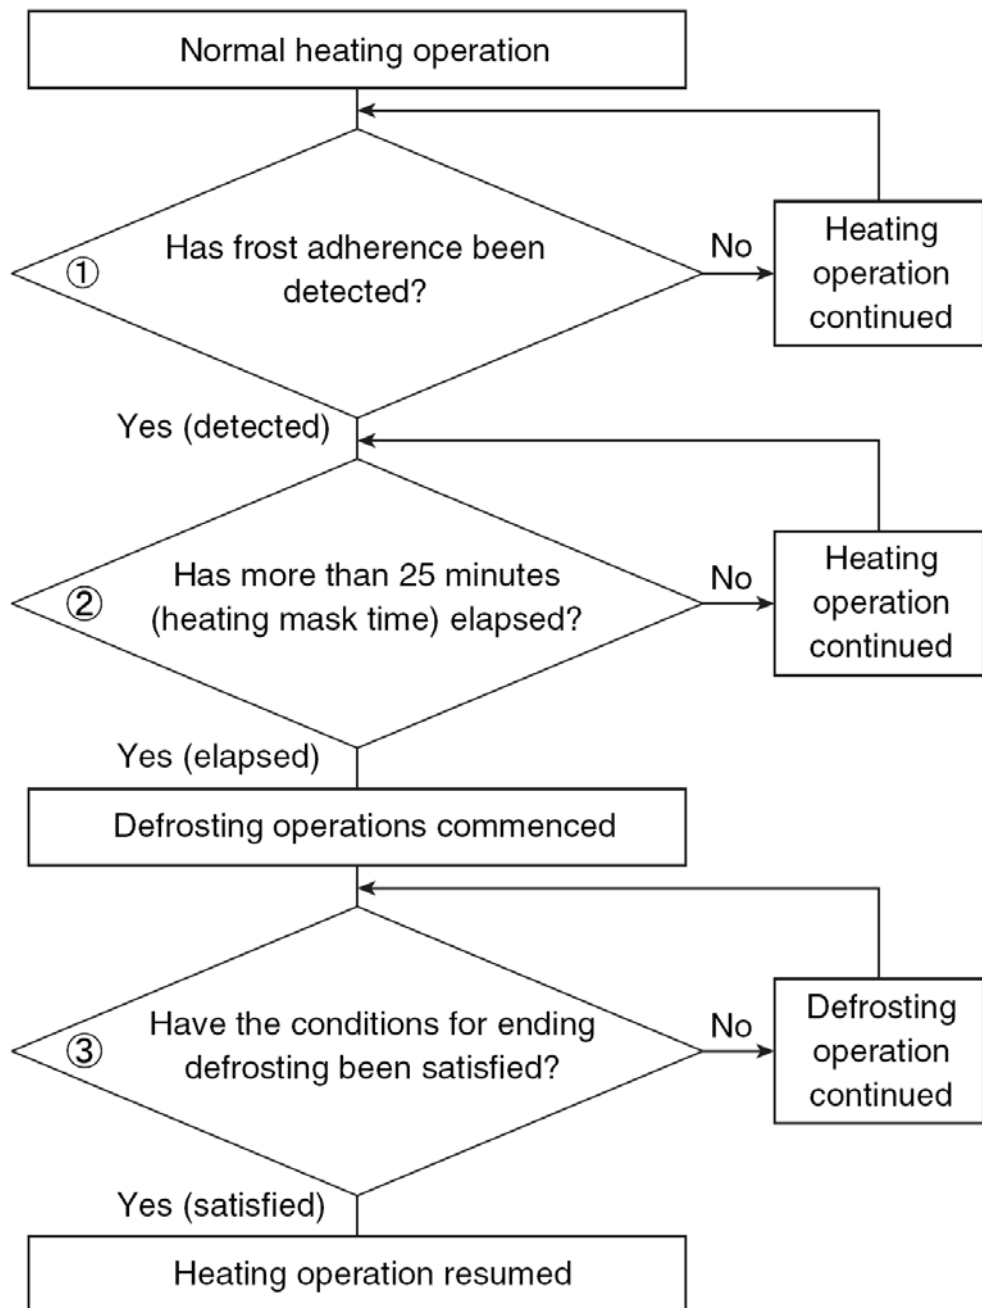 Normal heating operation
① Has frost adherence been
detected?
No
Heating
operation
continued
Yes (detected)
② Has more than 25 minutes
(heating mask time) elapsed?
No
Heating
operation
continued
Yes (elapsed)
Defrosting operations commenced
③ Have the conditions for ending
defrosting been satisfied?
No
Defrosting
operation
continued
Yes (satisfied)
Heating operation resumed